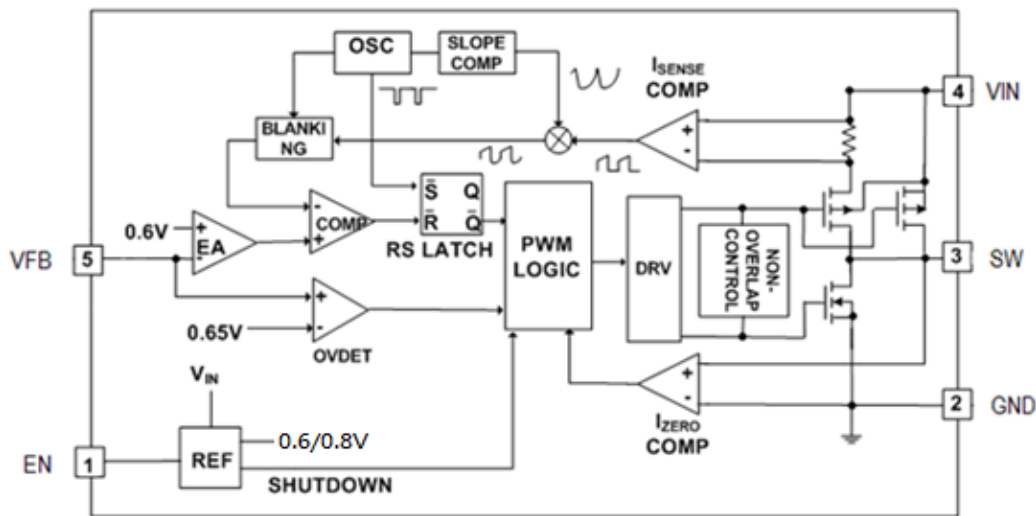 OSC
SLOPE
COMP
I SENSE
COMP
4
VIN
BLANKI
NG
+
-
S̅ Q
R̅ Q̅
RS LATCH
-
COMP
+
0.6V
+
EA
-
VFB
5
PWM
LOGIC
DRV
NON-
OVERLAP
CONTROL
3
SW
+
-
0.65V
OVDET
VIN
+
-
I ZERO
COMP
2
GND
EN
1
REF
0.6/0.8V
SHUTDOWN